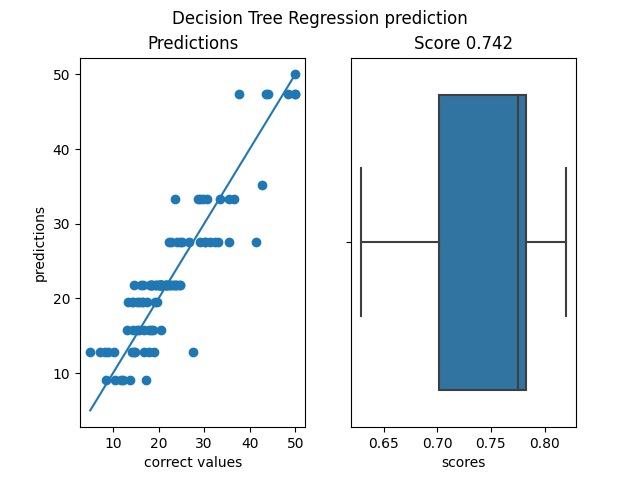 Decision Tree Regression prediction
Predictions
Score 0.742
50
40
30
20
10
predictions
10 20 30 40 50
correct values
0.65 0.70 0.75 0.80
scores